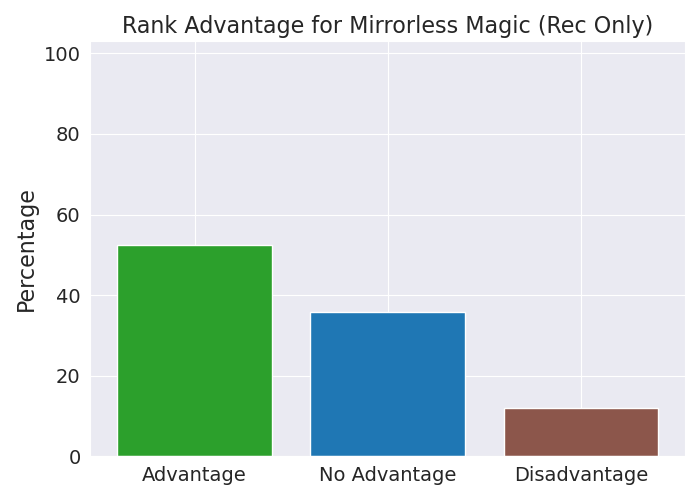 Rank Advantage for Mirrorless Magic (Rec Only)
100
80
60
40
20
0
Percentage
Advantage
No Advantage
Disadvantage